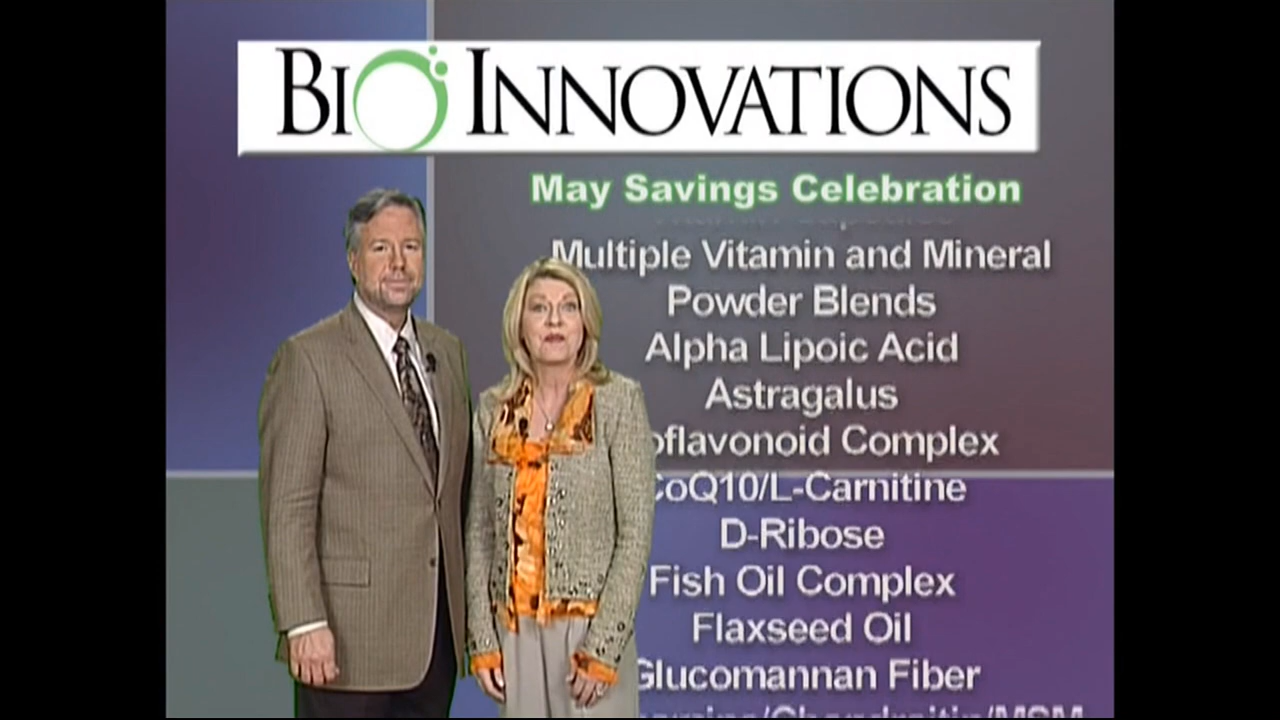 BIO INNOVATIONS
May Savings Celebration
Multiple Vitamin and Mineral
Powder Blends
Alpha Lipoic Acid
Astragalus
oflavonoid Complex
CoQ10/L-Carnitine
D-Ribose
Fish Oil Complex
Flaxseed Oil
Glucomannan Fiber